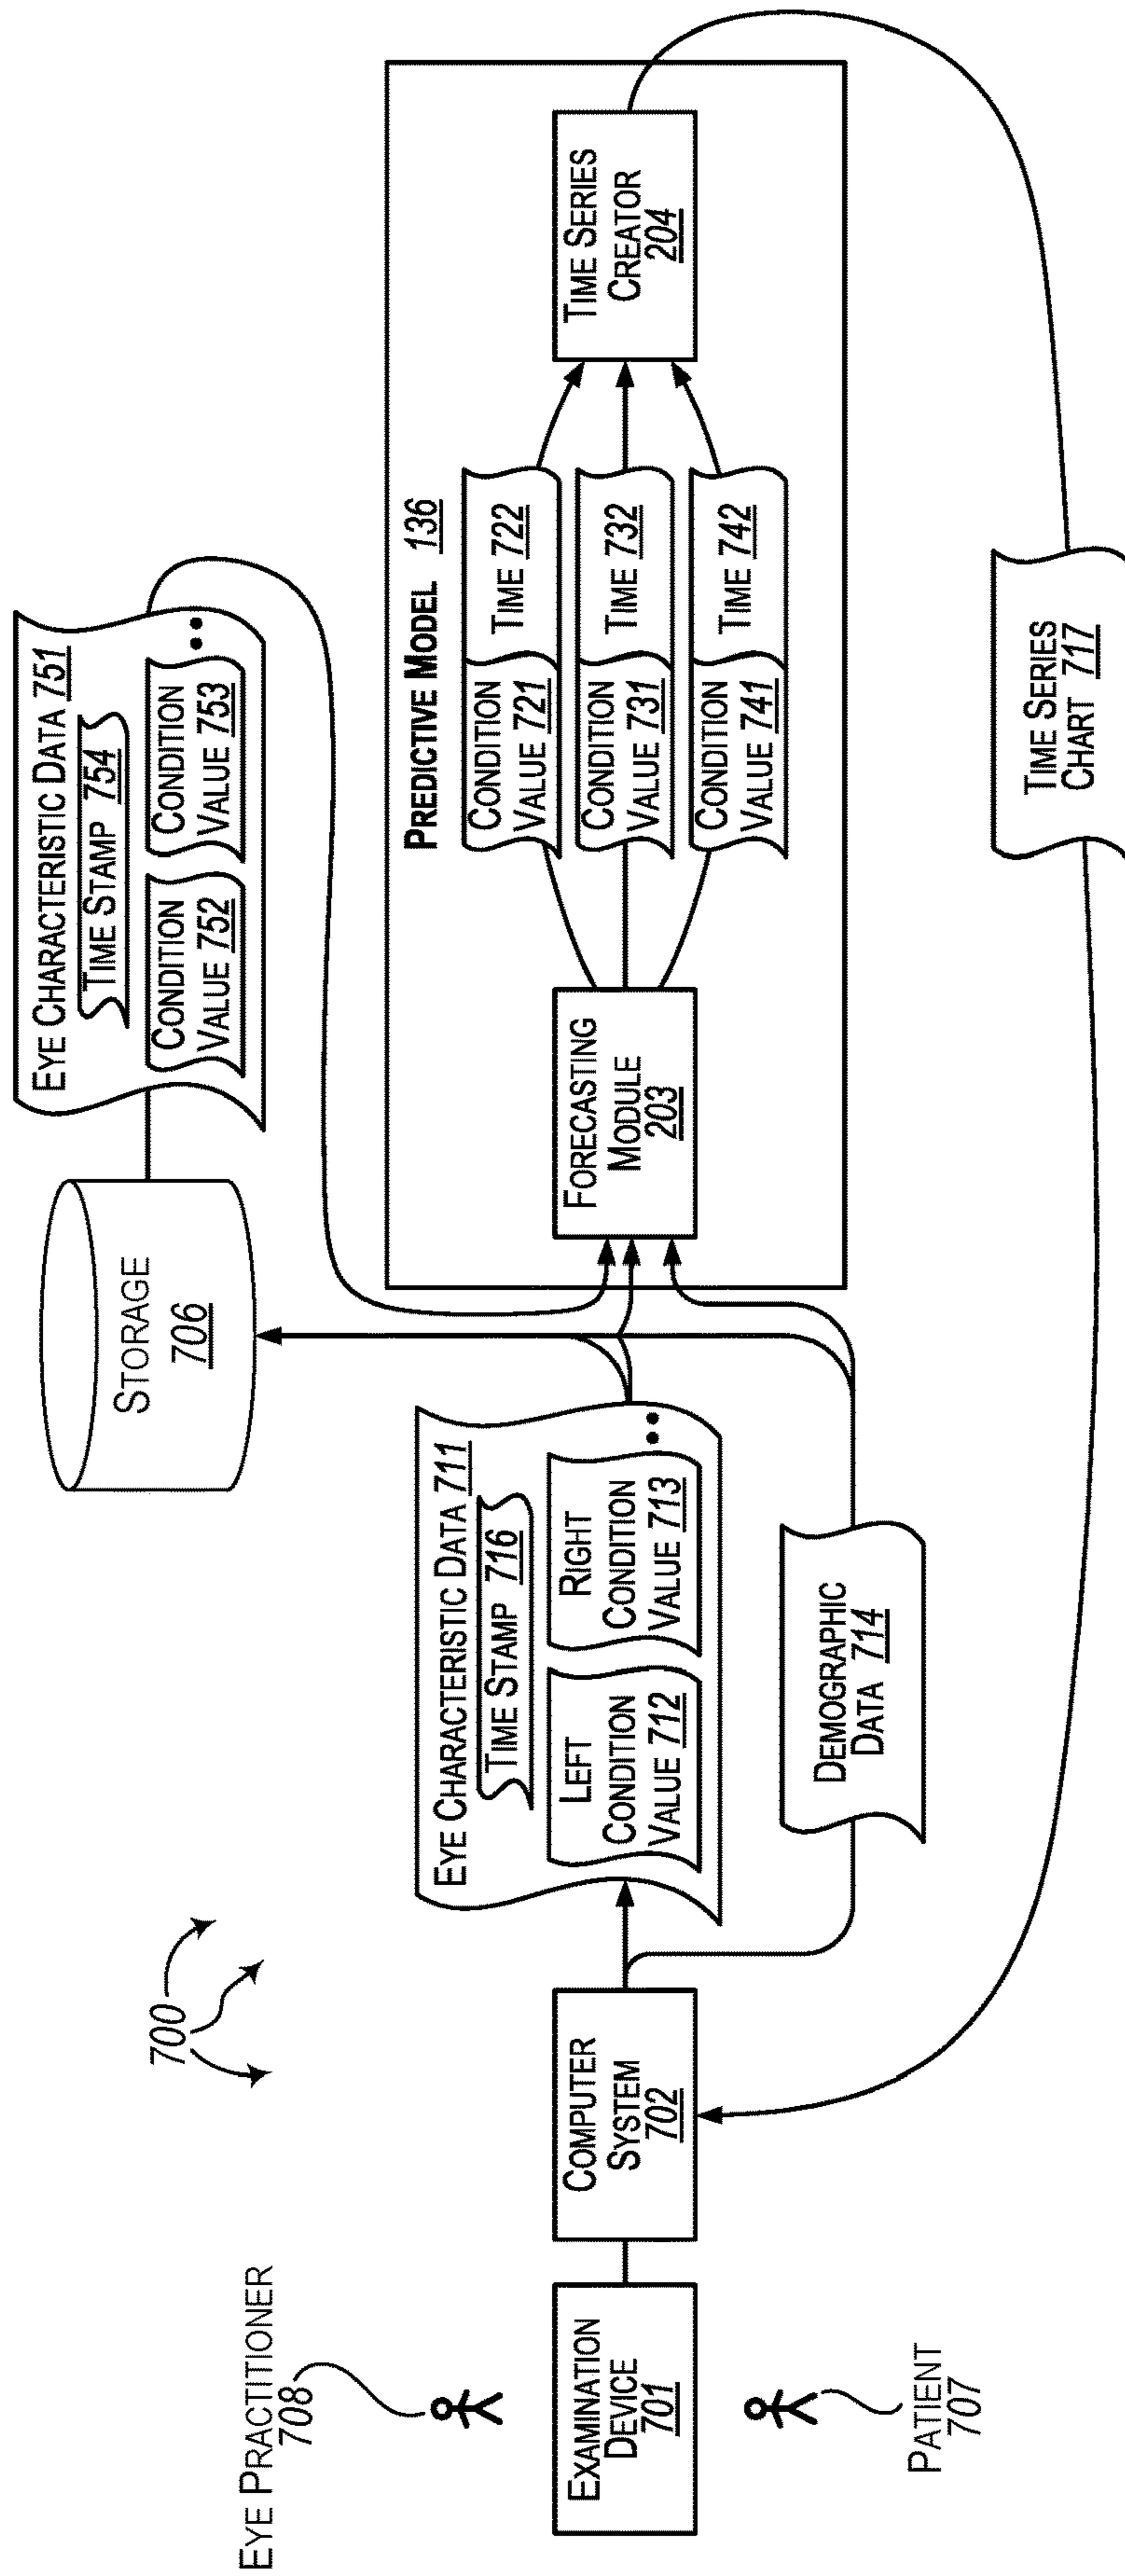 700
EYE PRACTITIONER
708
PATIENT
707
EXAMINATION
DEVICE
701
COMPUTER
SYSTEM
702
EYE CHARACTERISTIC DATA 711
TIME STAMP 716
LEFT
CONDITION
VALUE 712
RIGHT
CONDITION
VALUE 713
DEMOGRAPHIC
DATA 714
STORAGE
706
EYE CHARACTERISTIC DATA 751
TIME STAMP 754
CONDITION
VALUE 752
CONDITION
VALUE 753
PREDICTIVE MODEL 136
FORECASTING
MODULE
203
CONDITION
VALUE 721
TIME 722
CONDITION
VALUE 731
TIME 732
CONDITION
VALUE 741
TIME 742
TIME SERIES
CREATOR
204
TIME SERIES
CHART 717